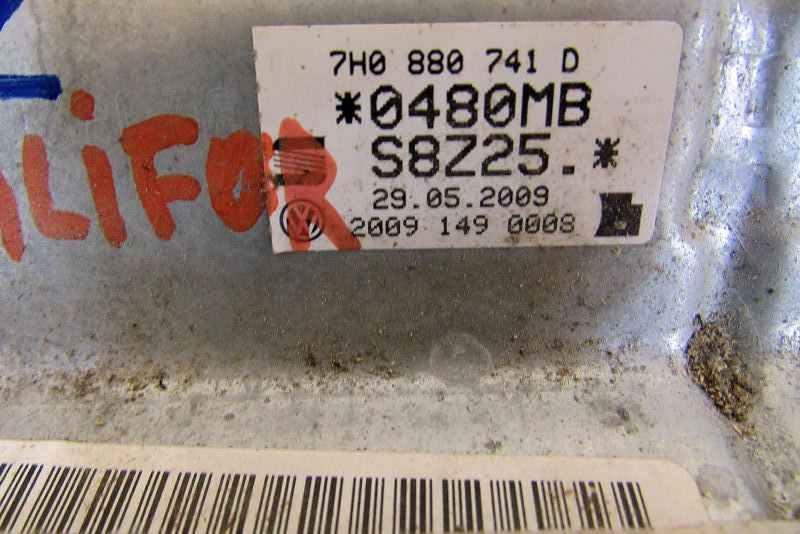 7H0 880 741 D
*0480MB
S8Z25.*
29.05.2009
2009 149 0008
ALIFOR